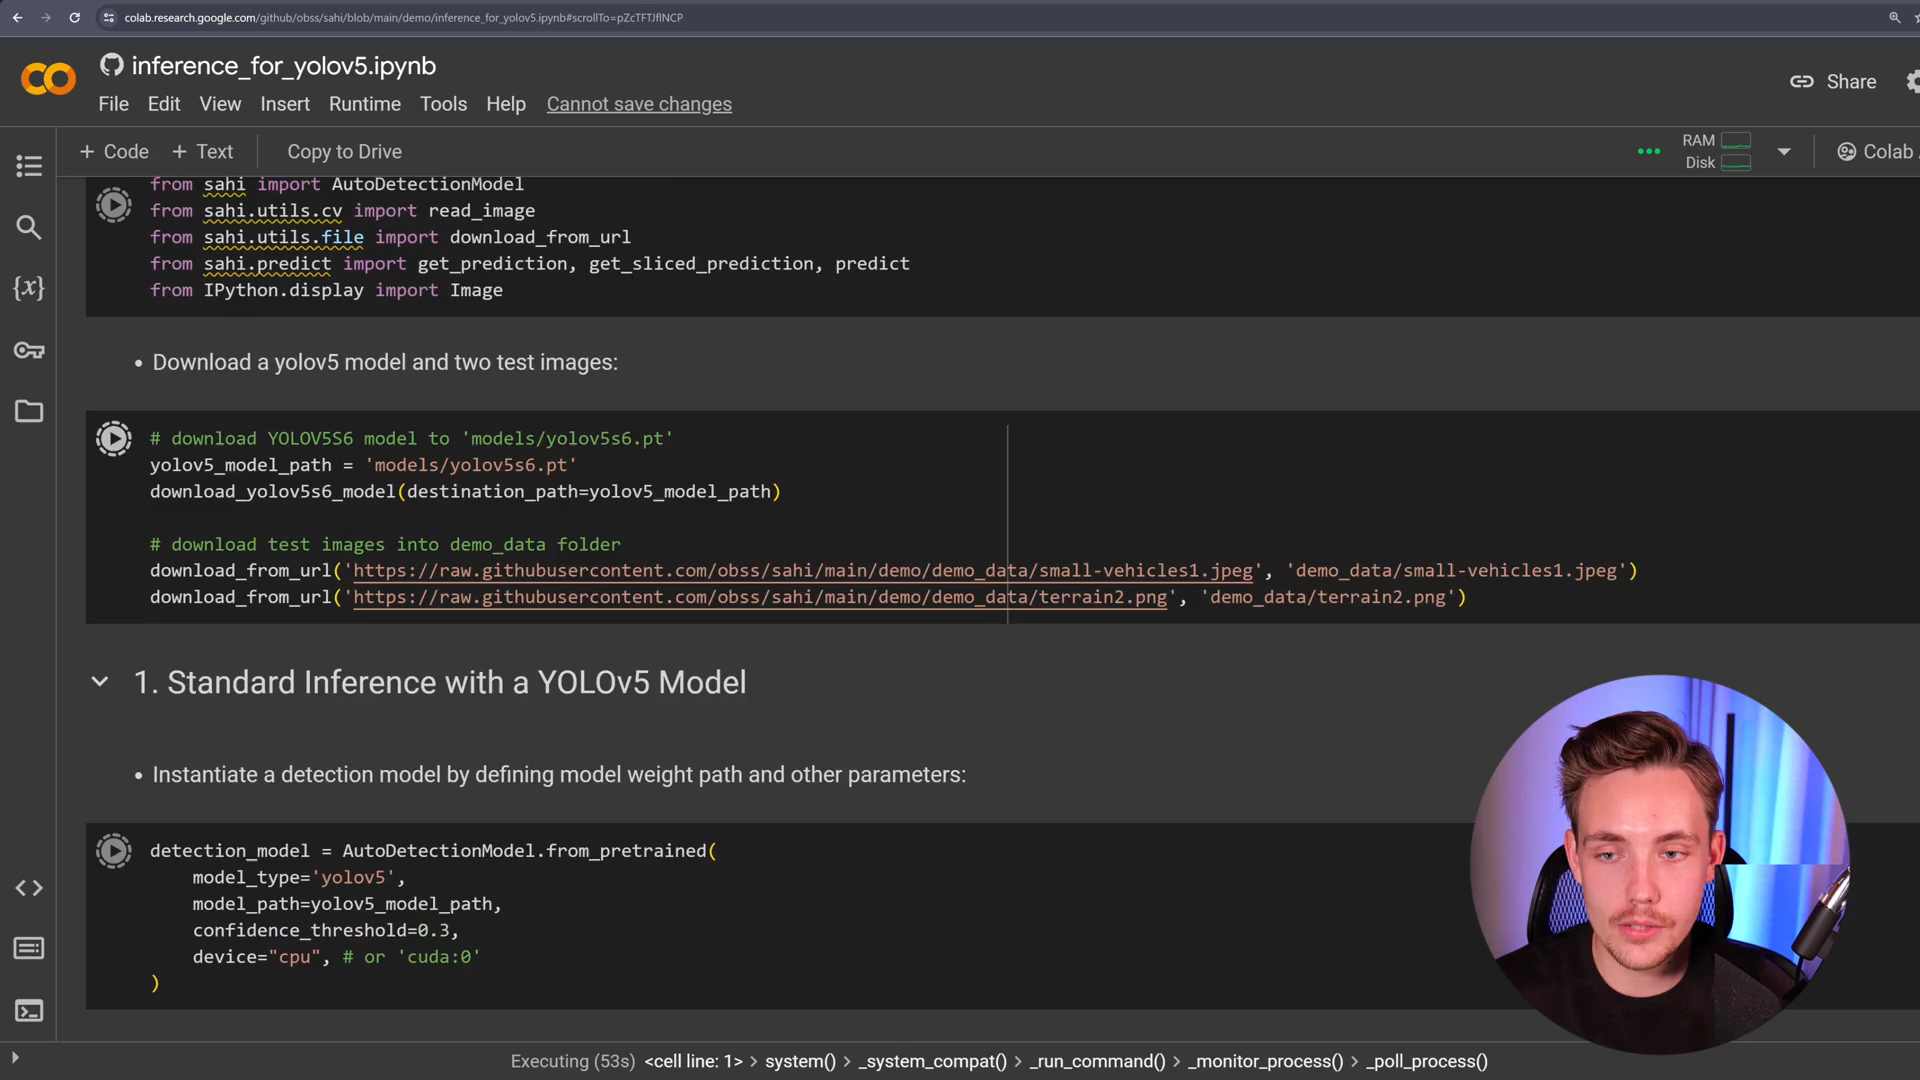 colab.research.google.com/github/obss/sahi/blob/main/demo/inference_for_yolov5.ipynb#scrollTo=pZcTFTJflNCP
inference_for_yolov5.ipynb
File Edit View Insert Runtime Tools Help Cannot save changes
Share
+ Code + Text Copy to Drive
RAM
Disk
Colab
from sahi import AutoDetectionModel
from sahi.utils.cv import read_image
from sahi.utils.file import download_from_url
from sahi.predict import get_prediction, get_sliced_prediction, predict
from IPython.display import Image
• Download a yolov5 model and two test images:
# download YOLOV5S6 model to 'models/yolov5s6.pt'
yolov5_model_path = 'models/yolov5s6.pt'
download_yolov5s6_model(destination_path=yolov5_model_path)
# download test images into demo_data folder
download_from_url('https://raw.githubusercontent.com/obss/sahi/main/demo/demo_data/small-vehicles1.jpeg', 'demo_data/small-vehicles1.jpeg')
download_from_url('https://raw.githubusercontent.com/obss/sahi/main/demo/demo_data/terrain2.png', 'demo_data/terrain2.png')
1. Standard Inference with a YOLOv5 Model
• Instantiate a detection model by defining model weight path and other parameters:
detection_model = AutoDetectionModel.from_pretrained(
model_type='yolov5',
model_path=yolov5_model_path,
confidence_threshold=0.3,
device="cpu", # or 'cuda:0'
)
Executing (53s) <cell line: 1> > system() > _system_compat() > _run_command() > _monitor_process() > _poll_process()